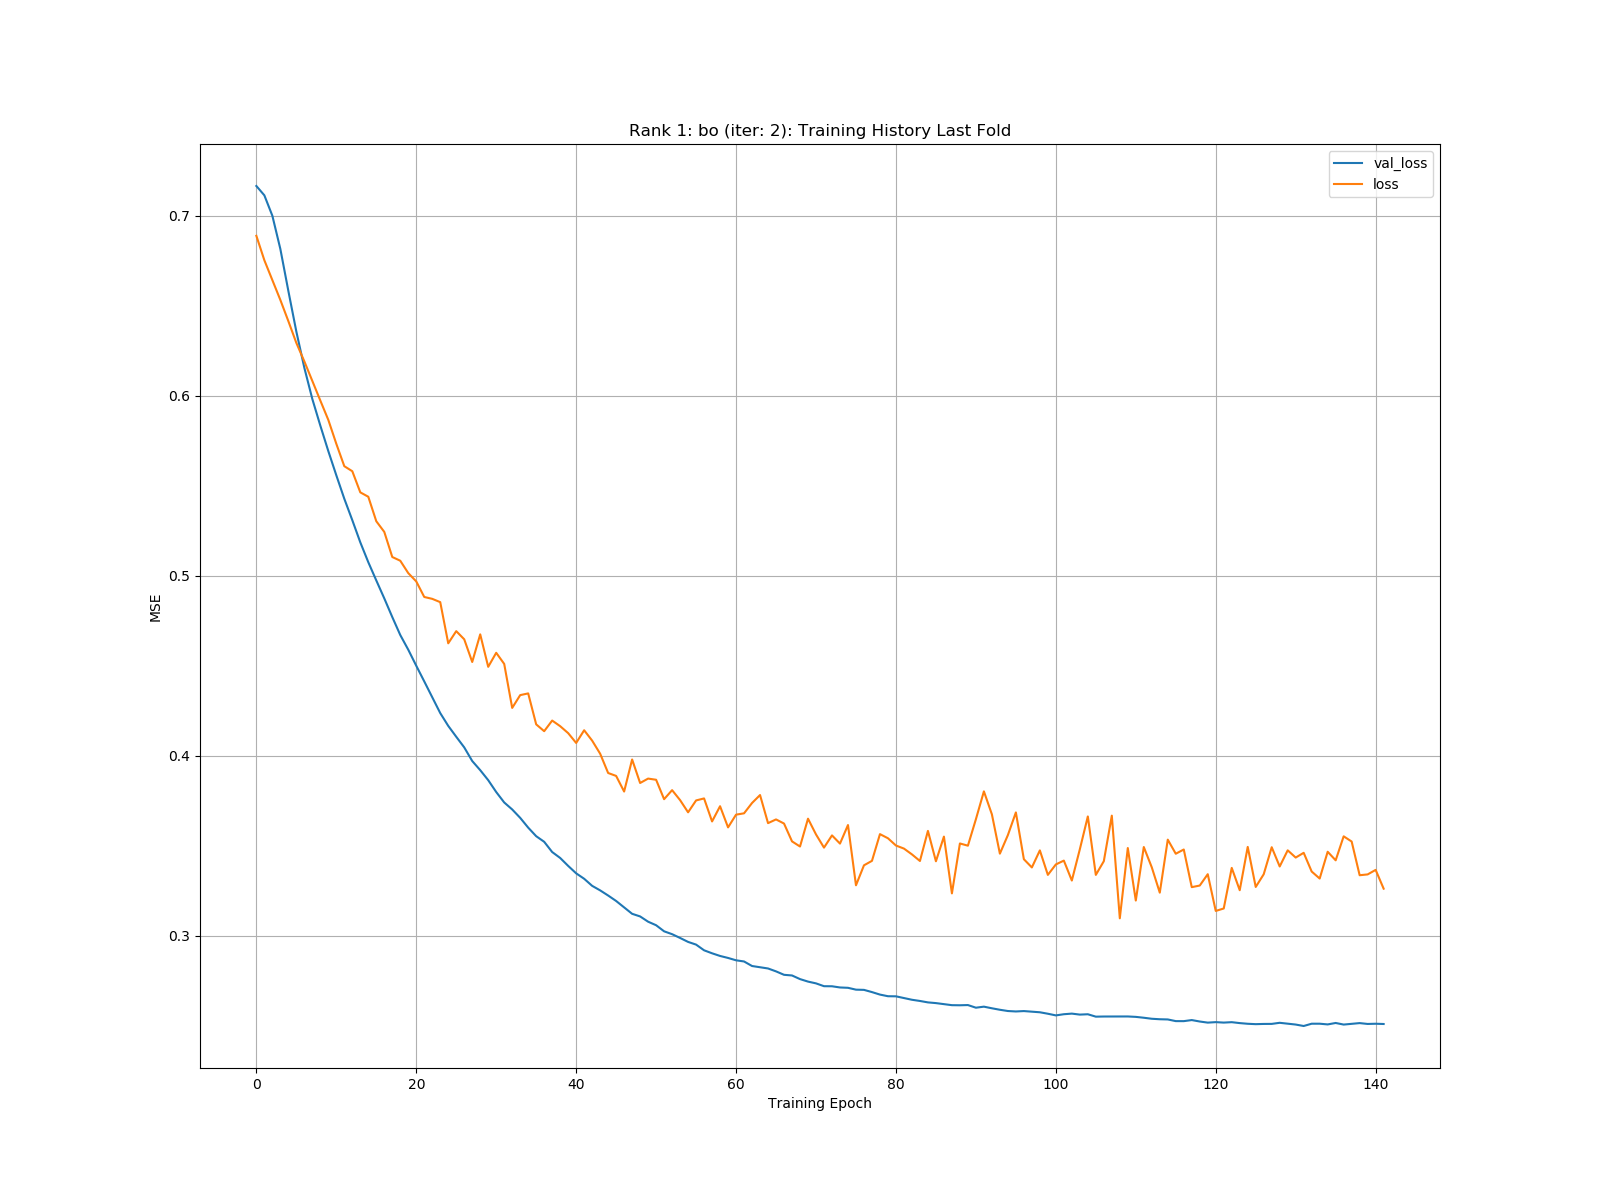 Rank 1: bo (iter: 2): Training History Last Fold
val_loss
loss
0.7
0.6
0.5
0.4
0.3
MSE
0 20 40 60 80 100 120 140
Training Epoch